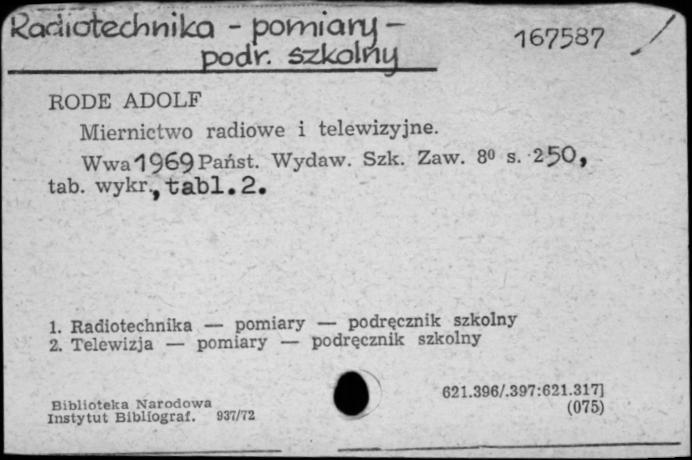 Radiotechnika - pomiary -
podr. szkolny
167587
RODE ADOLF
Miernictwo radiowe i telewizyjne.
Wwa 1969 Państ. Wydaw. Szk. Zaw. 8⁰ s. 250,
tab. wykr., tabl. 2.
1. Radiotechnika — pomiary — podręcznik szkolny
2. Telewizja — pomiary — podręcznik szkolny
Biblioteka Narodowa
Instytut Bibliograf. 937/72
621.396/.397:621.317]
(075)